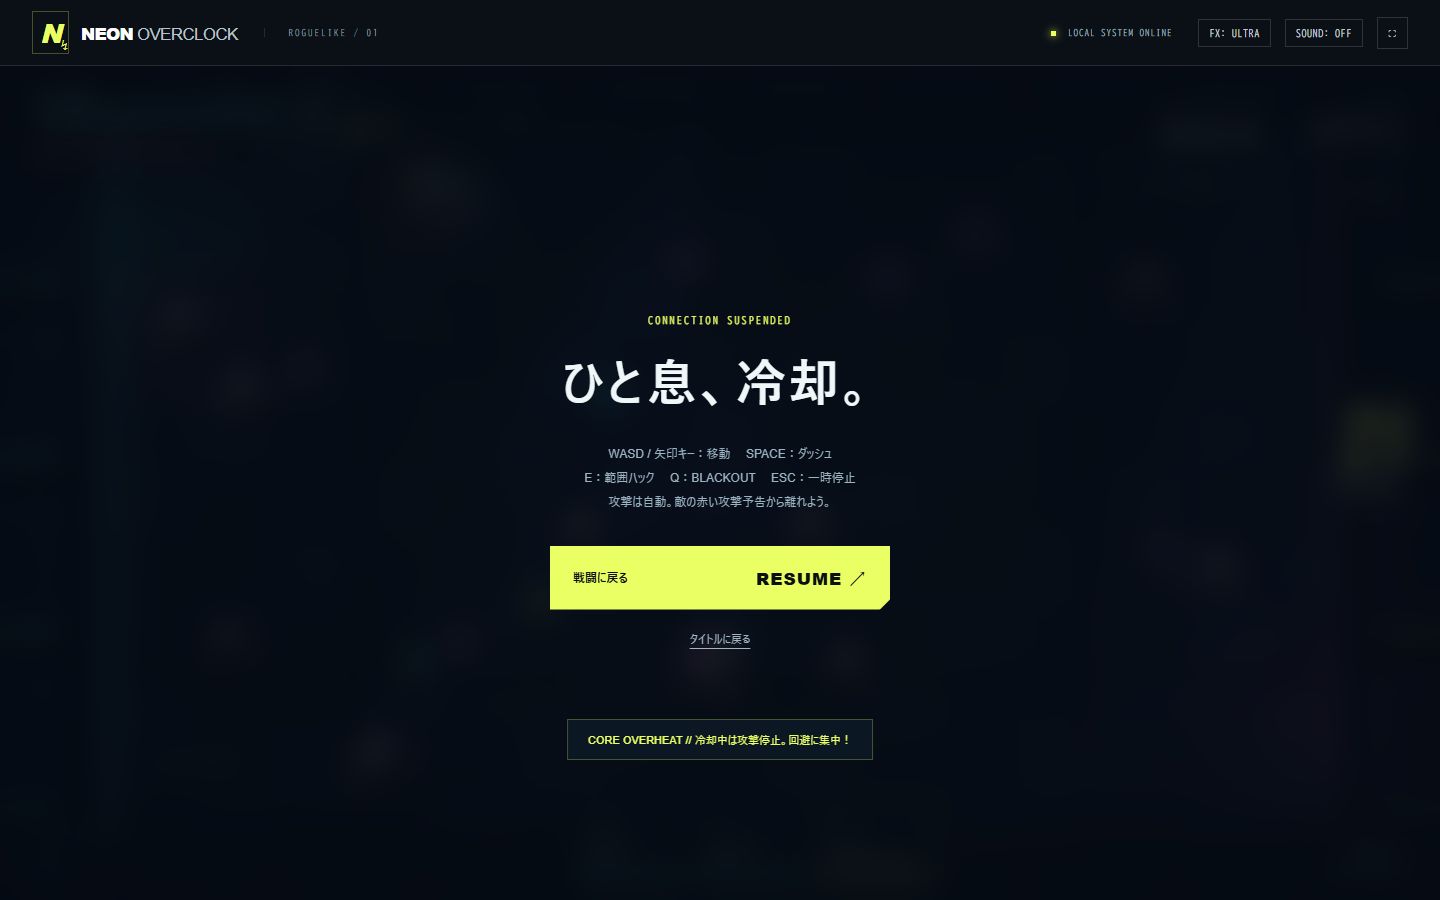 N NEON OVERCLOCK
ROGUELIKE / 01
LOCAL SYSTEM ONLINE
FX: ULTRA
SOUND: OFF
CONNECTION SUSPENDED
ひと息、冷却。
WASD / 矢印キー：移動 SPACE：ダッシュ
E：範囲ハック Q：BLACKOUT ESC：一時停止
攻撃は自動。敵の赤い攻撃予告から離れよう。
戦闘に戻る RESUME ↗
タイトルに戻る
CORE OVERHEAT // 冷却中は攻撃停止。回避に集中！